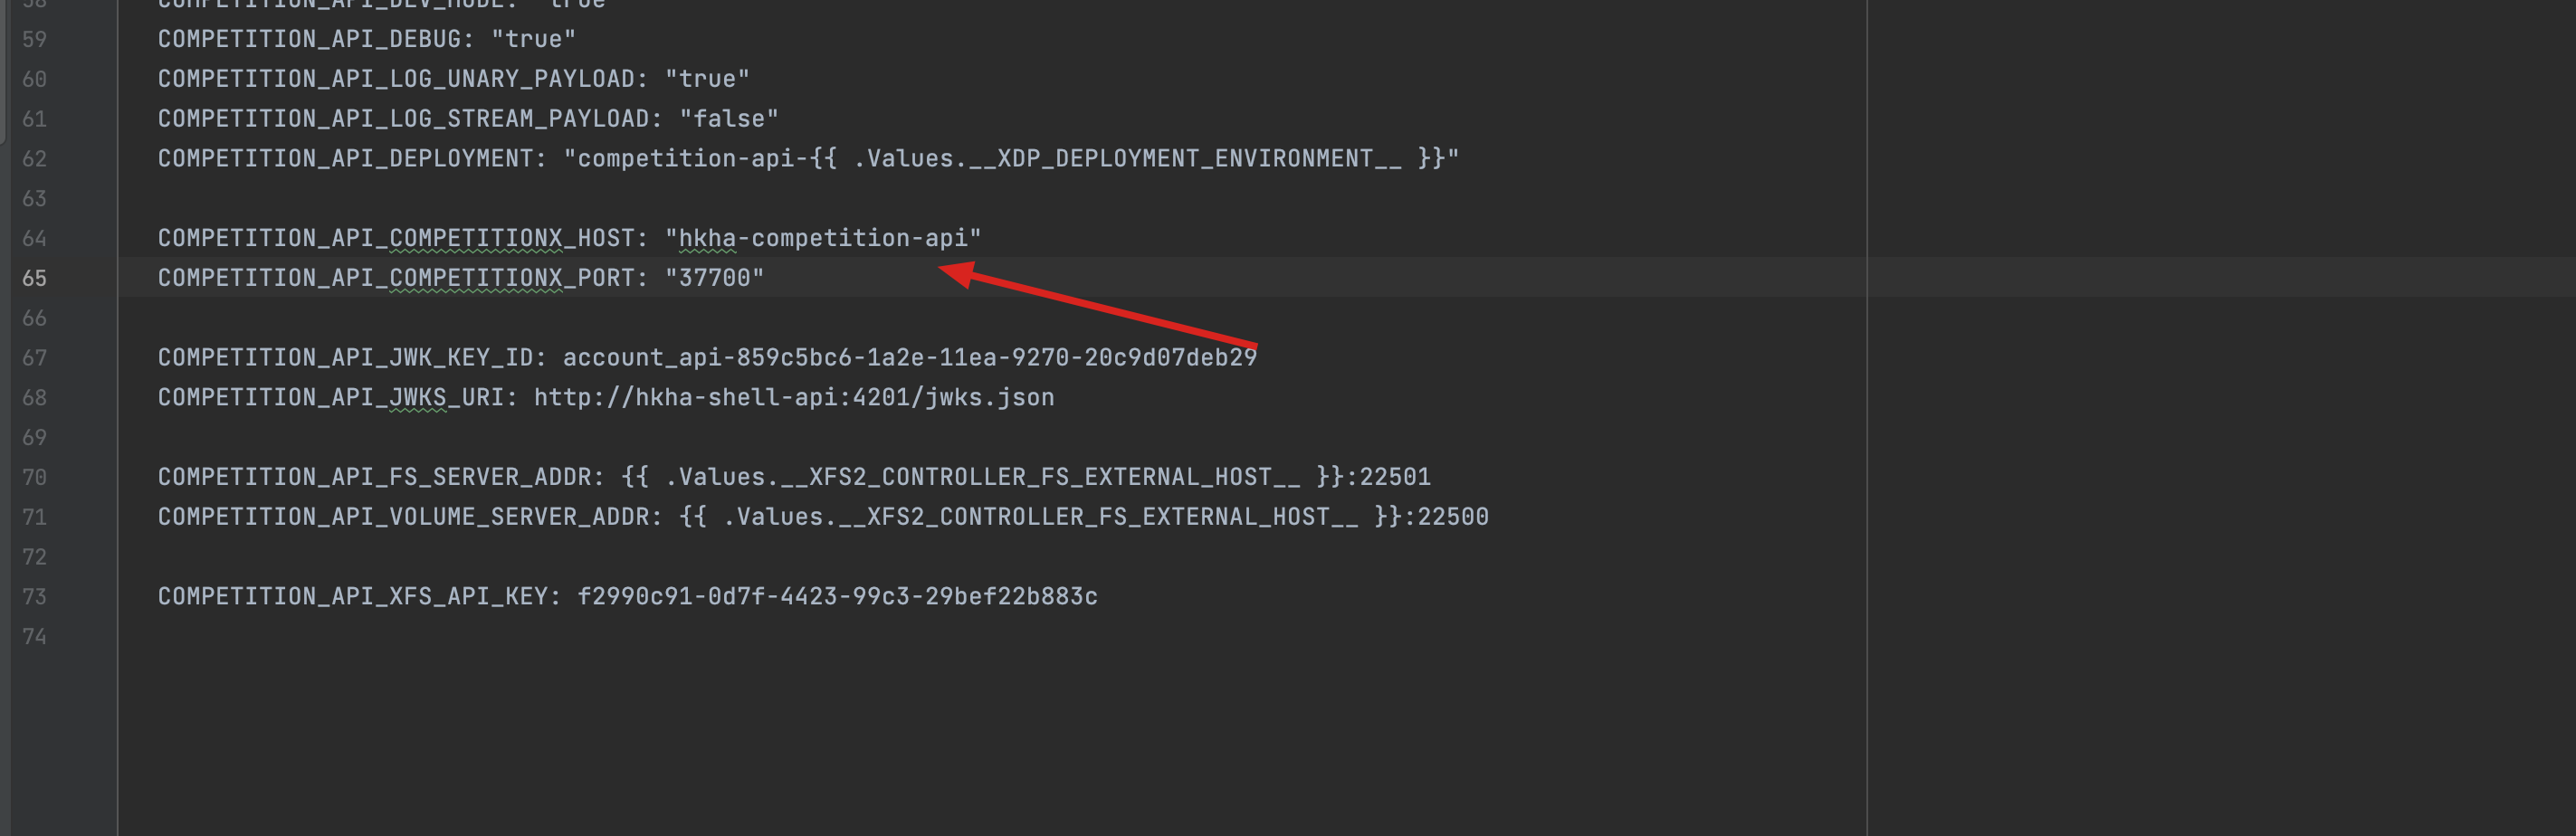 58 COMPETITION_API_DEV_MODE: "true"
59 COMPETITION_API_DEBUG: "true"
60 COMPETITION_API_LOG_UNARY_PAYLOAD: "true"
61 COMPETITION_API_LOG_STREAM_PAYLOAD: "false"
62 COMPETITION_API_DEPLOYMENT: "competition-api-{{ .Values.__XDP_DEPLOYMENT_ENVIRONMENT__ }}"
63
64 COMPETITION_API_COMPETITIONX_HOST: "hkha-competition-api"
65 COMPETITION_API_COMPETITIONX_PORT: "37700"
66
67 COMPETITION_API_JWK_KEY_ID: account_api-859c5bc6-1a2e-11ea-9270-20c9d07deb29
68 COMPETITION_API_JWKS_URI: http://hkha-shell-api:4201/jwks.json
69
70 COMPETITION_API_FS_SERVER_ADDR: {{ .Values.__XFS2_CONTROLLER_FS_EXTERNAL_HOST__ }}:22501
71 COMPETITION_API_VOLUME_SERVER_ADDR: {{ .Values.__XFS2_CONTROLLER_FS_EXTERNAL_HOST__ }}:22500
72
73 COMPETITION_API_XFS_API_KEY: f2990c91-0d7f-4423-99c3-29bef22b883c
74